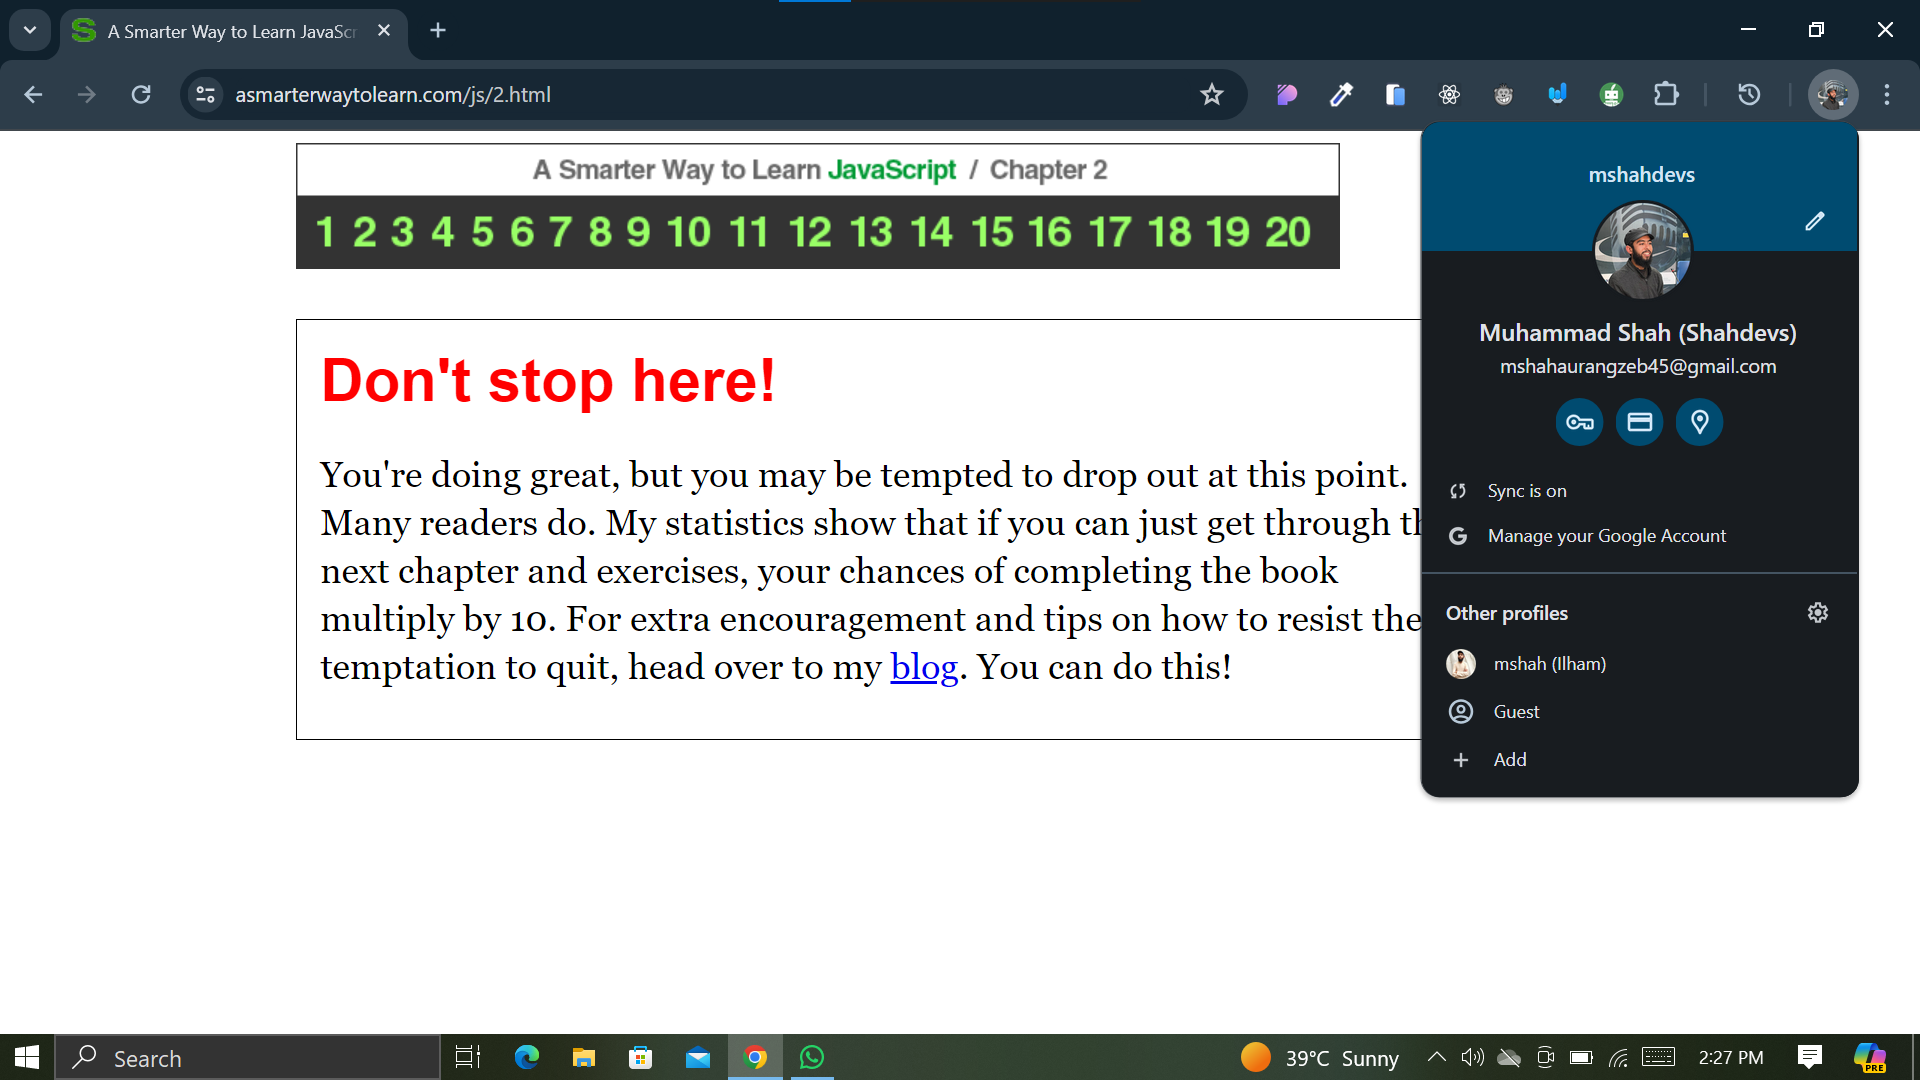 A Smarter Way to Learn JavaScr
asmarterwaytolearn.com/js/2.html
A Smarter Way to Learn JavaScript / Chapter 2
1 2 3 4 5 6 7 8 9 10 11 12 13 14 15 16 17 18 19 20
Don't stop here!
You're doing great, but you may be tempted to drop out at this point.
Many readers do. My statistics show that if you can just get through th
next chapter and exercises, your chances of completing the book
multiply by 10. For extra encouragement and tips on how to resist the
temptation to quit, head over to my blog. You can do this!
mshahdevs
Muhammad Shah (Shahdevs)
mshahaurangzeb45@gmail.com
Sync is on
Manage your Google Account
Other profiles
mshah (Ilham)
Guest
Add
Search
39°C Sunny
2:27 PM
PRE